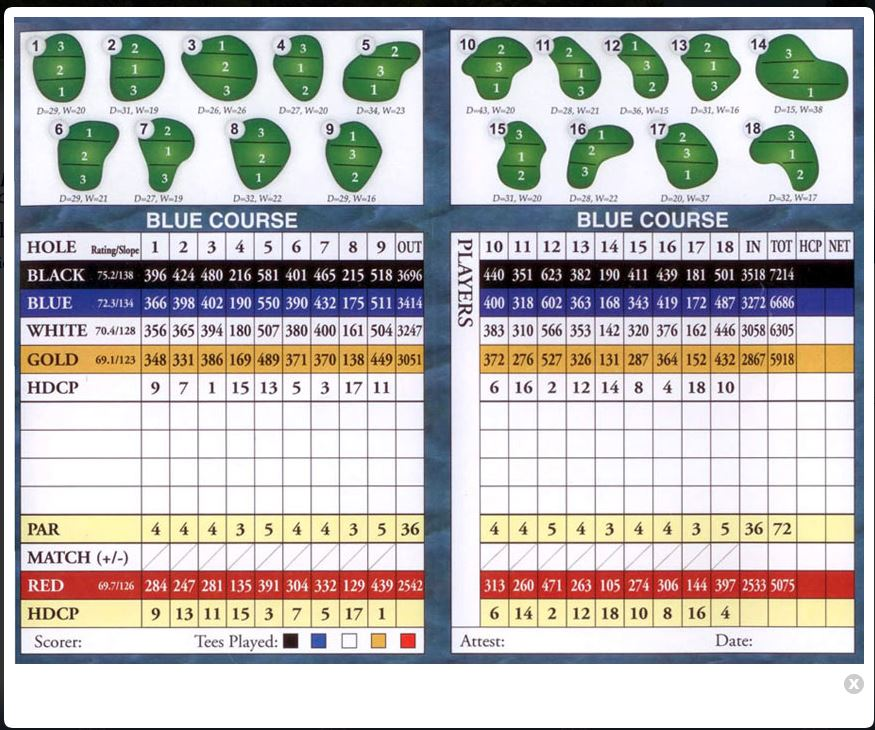 1 2 3 4 5
3 2 1
2 1 3
1 2 3
3 1 2
2 3 1
D=29, W=20 D=31, W=19 D=26, W=26 D=27, W=20 D=34, W=23
6 7 8 9
1 2 3
2 1 3
3 2 1
1 3 2
D=29, W=21 D=27, W=19 D=32, W=22 D=29, W=16
BLUE COURSE
HOLE Rating/Slope 1 2 3 4 5 6 7 8 9 OUT
BLACK 75.2/138 396 424 480 216 581 401 465 215 518 3696
BLUE 72.3/134 366 398 402 190 550 390 432 175 511 3414
WHITE 70.4/128 356 365 394 180 507 380 400 161 504 3247
GOLD 69.1/123 348 331 386 169 489 371 370 138 449 3051
HDCP 9 7 1 15 13 5 3 17 11
PAR 4 4 4 3 5 4 4 3 5 36
MATCH (+/-)
RED 69.7/126 284 247 281 135 391 304 332 129 439 2542
HDCP 9 13 11 15 3 7 5 17 1
Scorer: Tees Played:
10 11 12 13 14
2 3 1
2 1 3
1 3 2
2 1 3
3 2 1
D=43, W=20 D=28, W=21 D=36, W=15 D=31, W=16 D=15, W=38
15 16 17 18
3 1 2
1 2 3
2 3 1
3 1 2
D=31, W=20 D=28, W=22 D=20, W=37 D=32, W=17
BLUE COURSE
PLAYERS
10 11 12 13 14 15 16 17 18 IN TOT HCP NET
440 351 623 382 190 411 439 181 501 3518 7214
400 318 602 363 168 343 419 172 487 3272 6686
383 310 566 353 142 320 376 162 446 3058 6305
372 276 527 326 131 287 364 152 432 2867 5918
6 16 2 12 14 8 4 18 10
4 4 5 4 3 4 4 3 5 36 72
313 260 471 263 105 274 306 144 397 2533 5075
6 14 2 12 18 10 8 16 4
Attest: Date:
X